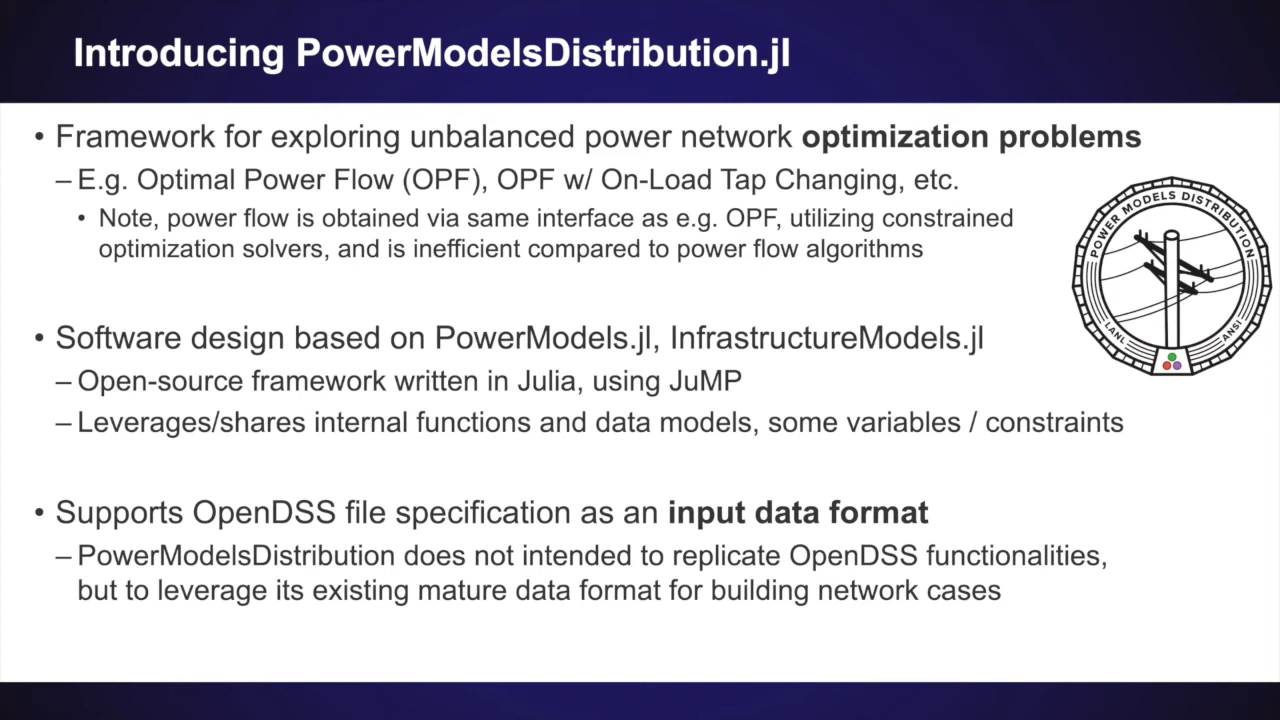 Introducing PowerModelsDistribution.jl
• Framework for exploring unbalanced power network optimization problems
– E.g. Optimal Power Flow (OPF), OPF w/ On-Load Tap Changing, etc.
• Note, power flow is obtained via same interface as e.g. OPF, utilizing constrained
optimization solvers, and is inefficient compared to power flow algorithms
POWER MODELS DISTRIBUTION
LANL
ANSI
• Software design based on PowerModels.jl, InfrastructureModels.jl
– Open-source framework written in Julia, using JuMP
– Leverages/shares internal functions and data models, some variables / constraints
• Supports OpenDSS file specification as an input data format
– PowerModelsDistribution does not intended to replicate OpenDSS functionalities,
but to leverage its existing mature data format for building network cases